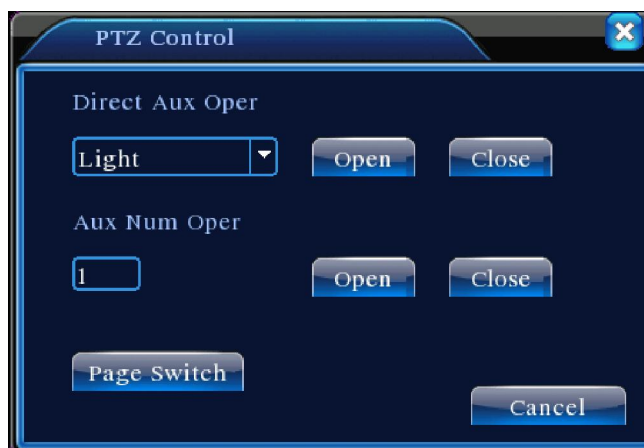 PTZ Control
Direct Aux Oper
Light Open Close
Aux Num Oper
1 Open Close
Page Switch
Cancel